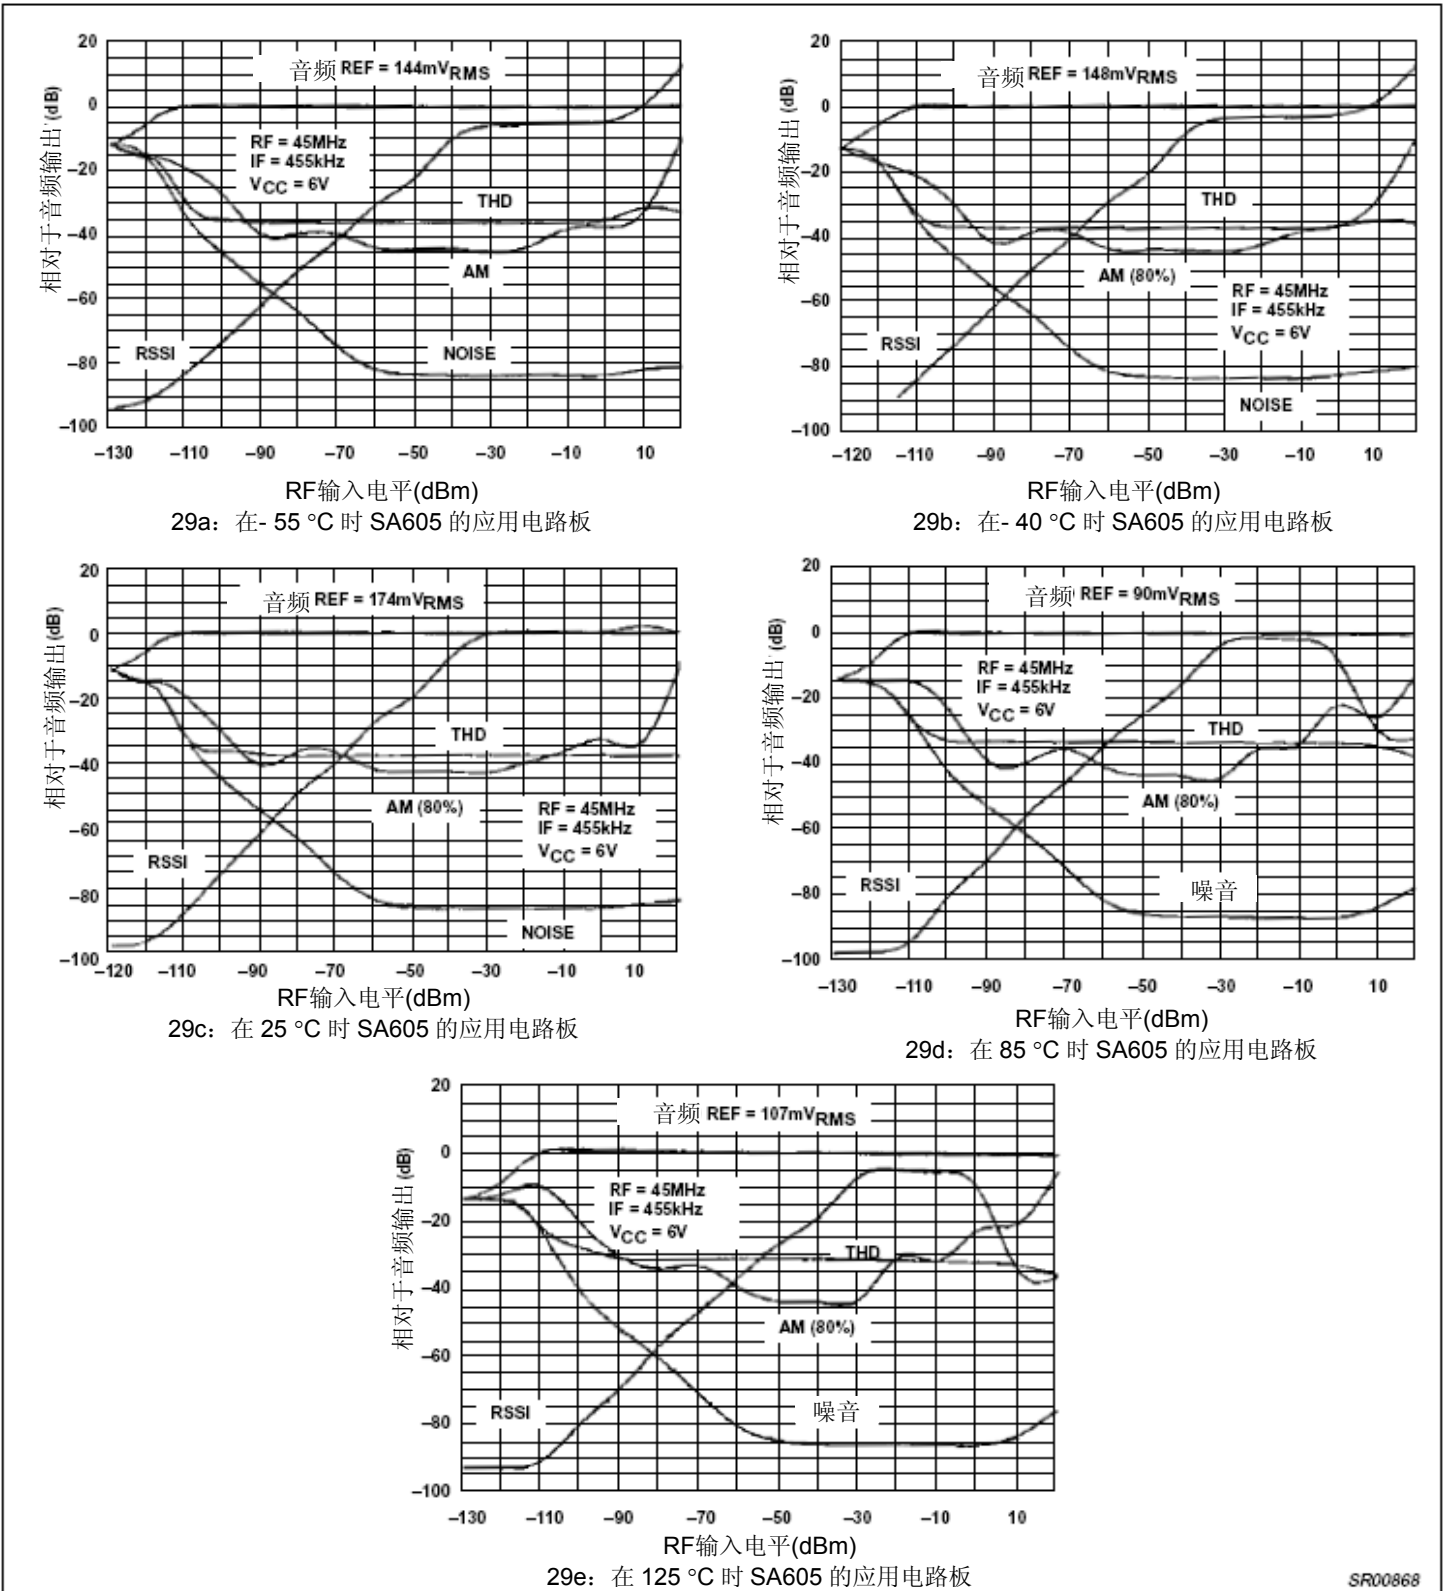 音频 REF = 144mVRMS
相对于音频输出 (dB)
20
0
–20
–40
–60
–80
–100
RF = 45MHz
IF = 455kHz
VCC = 6V
THD
AM
RSSI
NOISE
–130 –110 –90 –70 –50 –30 –10 10
RF输入电平(dBm)
29a：在- 55 °C 时 SA605 的应用电路板
音频 REF = 148mVRMS
相对于音频输出 (dB)
20
0
–20
–40
–60
–80
–100
THD
AM (80%)
RF = 45MHz
IF = 455kHz
VCC = 6V
RSSI
NOISE
–120 –110 –90 –70 –50 –30 –10 10
RF输入电平(dBm)
29b：在- 40 °C 时 SA605 的应用电路板
音频 REF = 174mVRMS
相对于音频输出 (dB)
20
0
–20
–40
–60
–80
–100
THD
AM (80%)
RF = 45MHz
IF = 455kHz
VCC = 6V
RSSI
NOISE
–120 –110 –90 –70 –50 –30 –10 10
RF输入电平(dBm)
29c：在 25 °C 时 SA605 的应用电路板
音频 REF = 90mVRMS
相对于音频输出 (dB)
20
0
–20
–40
–60
–80
–100
RF = 45MHz
IF = 455kHz
VCC = 6V
THD
AM (80%)
RSSI
噪音
–130 –110 –90 –70 –50 –30 –10 10
RF输入电平(dBm)
29d：在 85 °C 时 SA605 的应用电路板
音频 REF = 107mVRMS
相对于音频输出 (dB)
20
0
–20
–40
–60
–80
–100
RF = 45MHz
IF = 455kHz
VCC = 6V
THD
AM (80%)
RSSI
噪音
–130 –110 –90 –70 –50 –30 –10 10
RF输入电平(dBm)
29e：在 125 °C 时 SA605 的应用电路板
SR00868